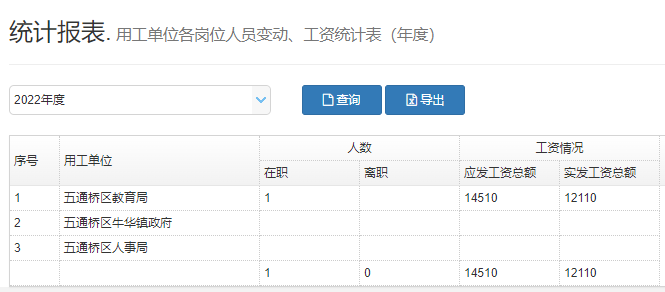 统计报表. 用工单位各岗位人员变动、工资统计表（年度）
2022年度 查询 导出
序号 用工单位 人数 工资情况
在职 离职 应发工资总额 实发工资总额
1 五通桥区教育局 1 14510 12110
2 五通桥区牛华镇政府
3 五通桥区人事局
1 0 14510 12110